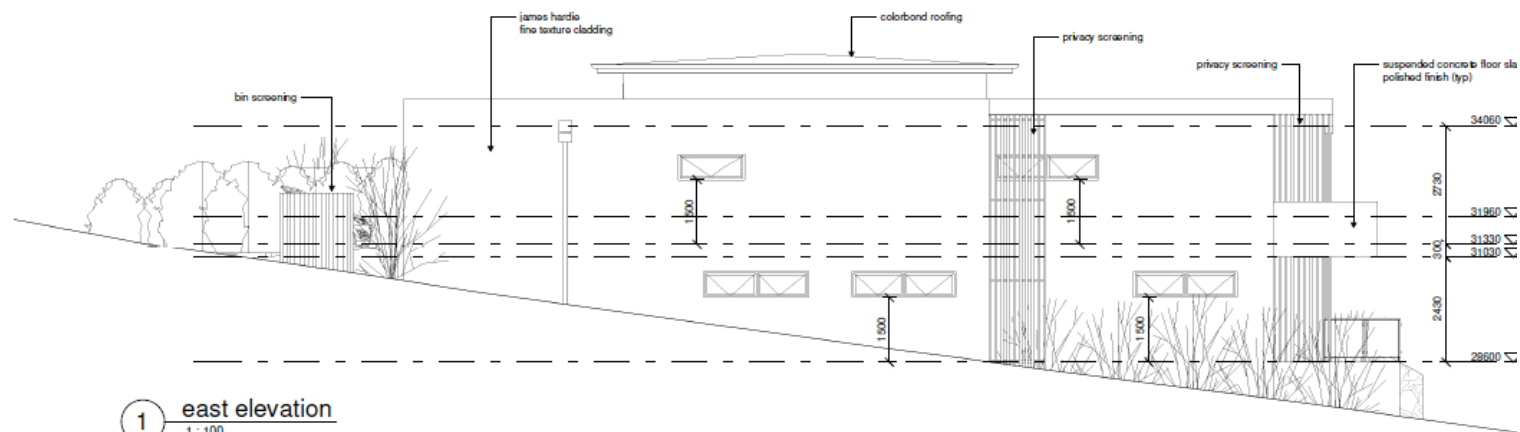 james hardie
fine texture cladding
colorbond roofing
privacy screening
privacy screening
suspended concrete floor sla
polished finish (typ)
bin screening
34060
2730
1500
1500
31960
31330
300
31030
2430
1500
1500
28600
1
east elevation
1 : 100